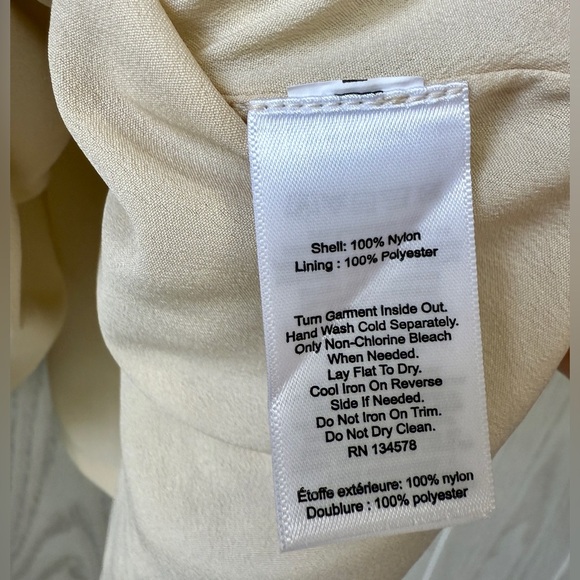 Shell: 100% Nylon
Lining : 100% Polyester
Turn Garment Inside Out.
Hand Wash Cold Separately.
Only Non-Chlorine Bleach
When Needed.
Lay Flat To Dry.
Cool Iron On Reverse
Side If Needed.
Do Not Iron On Trim.
Do Not Dry Clean.
RN 134578
Étoffe extérieure: 100% nylon
Doublure : 100% polyester